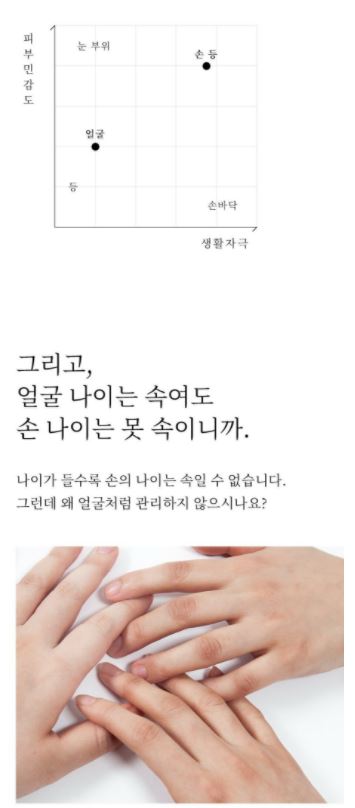 피부민감도
눈 부위
손 등
얼굴
등
손바닥
생활자극
그리고,
얼굴 나이는 속여도
손 나이는 못 속이니까.
나이가 들수록 손의 나이는 속일 수 없습니다.
그런데 왜 얼굴처럼 관리하지 않으시나요?